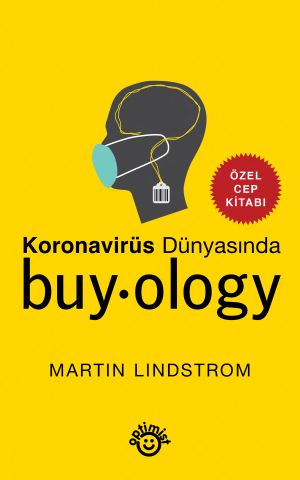 ÖZEL
CEP
KİTABI
Koronavirüs Dünyasında
buy•ology
MARTIN LINDSTROM
optimist